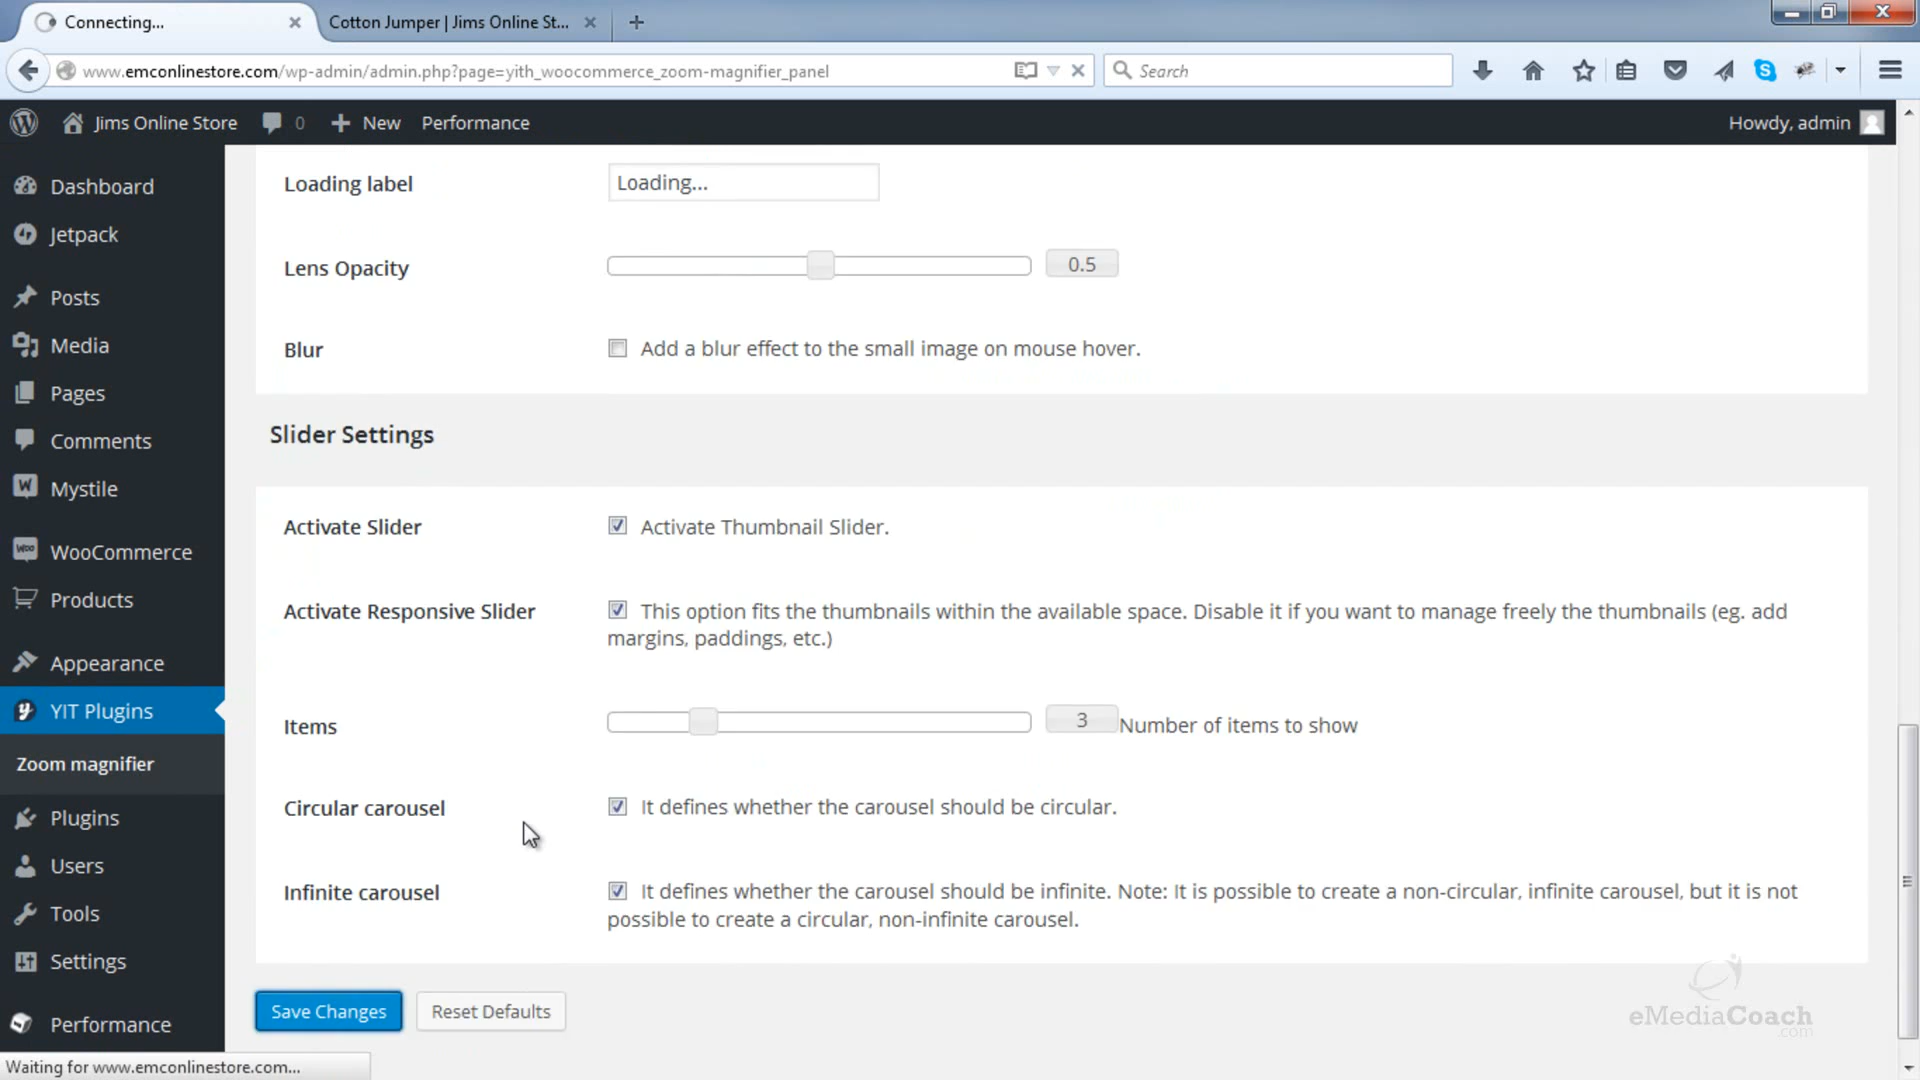 Connecting...
Cotton Jumper | Jims Online St...
www.emconlinestore.com/wp-admin/admin.php?page=yith_woocommerce_zoom-magnifier_panel
Search
Jims Online Store
0
New
Performance
Howdy, admin
Dashboard
Jetpack
Posts
Media
Pages
Comments
Mystile
WooCommerce
Products
Appearance
YIT Plugins
Zoom magnifier
Plugins
Users
Tools
Settings
Performance
Loading label
Loading...
Lens Opacity
0.5
Blur
Add a blur effect to the small image on mouse hover.
Slider Settings
Activate Slider
Activate Thumbnail Slider.
Activate Responsive Slider
This option fits the thumbnails within the available space. Disable it if you want to manage freely the thumbnails (eg. add
margins, paddings, etc.)
Items
3
Number of items to show
Circular carousel
It defines whether the carousel should be circular.
Infinite carousel
It defines whether the carousel should be infinite. Note: It is possible to create a non-circular, infinite carousel, but it is not
possible to create a circular, non-infinite carousel.
Save Changes
Reset Defaults
eMediaCoach
.com
Waiting for www.emconlinestore.com...